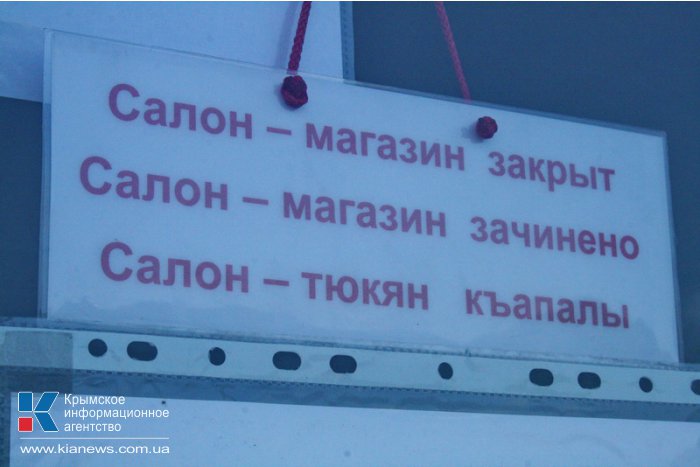 Салон – магазин закрыт
Салон – магазин зачинено
Салон – тюкян къапалы
Крымское
информационное
агентство
www.kianews.com.ua